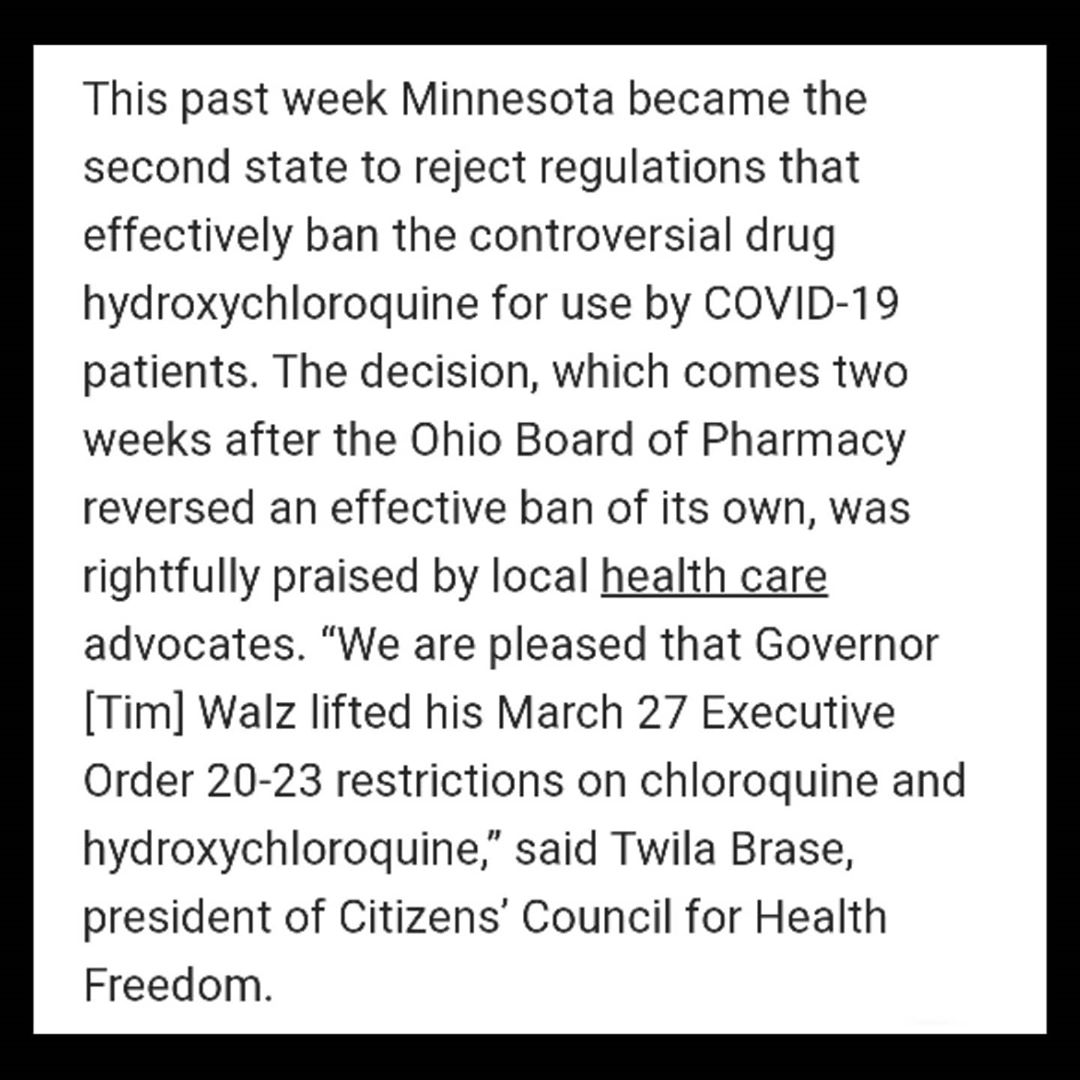 This past week Minnesota became the
second state to reject regulations that
effectively ban the controversial drug
hydroxychloroquine for use by COVID-19
patients. The decision, which comes two
weeks after the Ohio Board of Pharmacy
reversed an effective ban of its own, was
rightfully praised by local health care
advocates. “We are pleased that Governor
[Tim] Walz lifted his March 27 Executive
Order 20-23 restrictions on chloroquine and
hydroxychloroquine,” said Twila Brase,
president of Citizens’ Council for Health
Freedom.